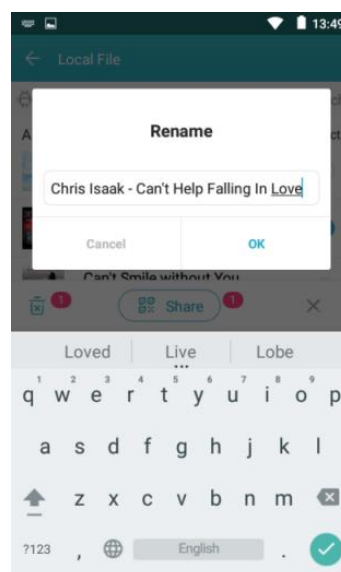 13:49
Local File
Rename
Chris Isaak - Can't Help Falling In Love
Cancel
OK
Can't Smile without You
1
Share
1
Loved
Live
Lobe
1 2 3 4 5 6 7 8 9
q w e r t y u i o p
a s d f g h j k l
z x c v b n m
?123 , English .